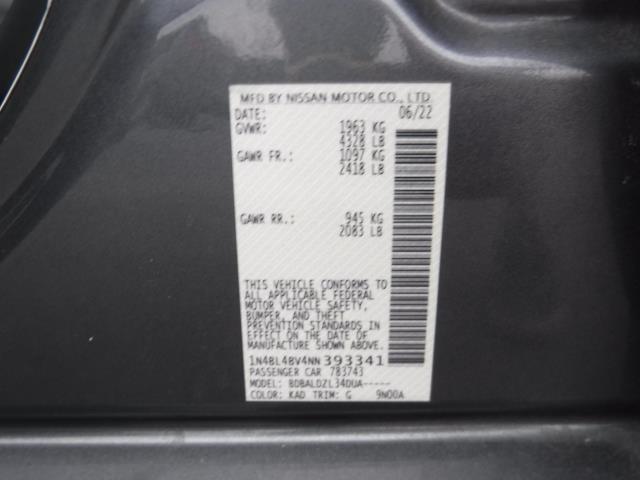 MFD BY NISSAN MOTOR CO., LTD
DATE: 06/22
GVWR: 1963 KG
4328 LB
GAWR FR.: 1097 KG
2418 LB
GAWR RR.: 945 KG
2083 LB
THIS VEHICLE CONFORMS TO
ALL APPLICABLE FEDERAL
MOTOR VEHICLE SAFETY,
BUMPER, AND THEFT
PREVENTION STANDARDS IN
EFFECT ON THE DATE OF
MANUFACTURE SHOWN ABOVE.
1N4BL4BV4NN393341
PASSENGER CAR 783743
MODEL: BDBALDZL34DUA-----
COLOR: KAD TRIM: G 9N00A